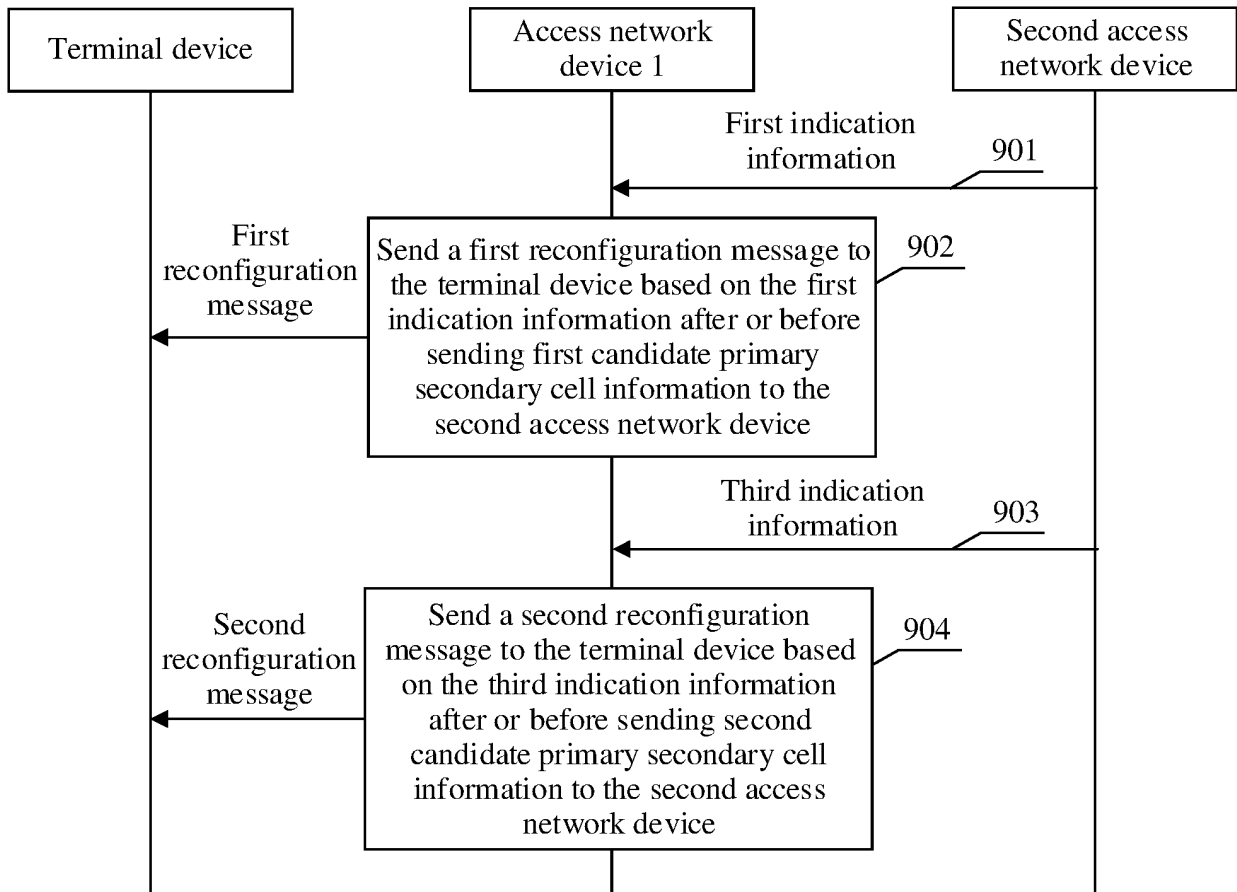 Terminal device
Access network
device 1
Second access
network device
First indication
information
901
First
reconfiguration
message
Send a first reconfiguration message to
the terminal device based on the first
indication information after or before
sending first candidate primary
secondary cell information to the
second access network device
902
Third indication
information
903
Second
reconfiguration
message
Send a second reconfiguration
message to the terminal device based
on the third indication information
after or before sending second
candidate primary secondary cell
information to the second access
network device
904